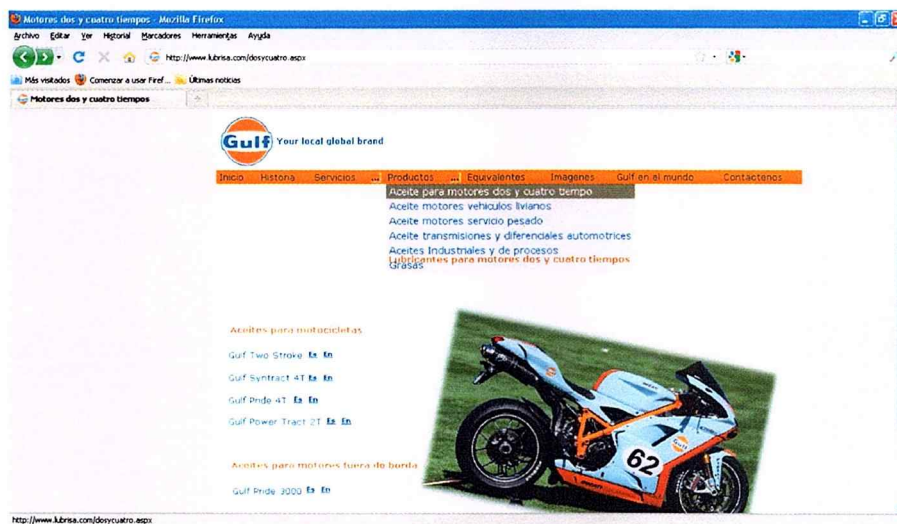 Motores dos y cuatro tiempos - Mozilla Firefox
Archivo Editar Ver Historial Marcadores Herramientas Ayuda
http://www.lubrisa.com/dosycuatro.aspx
Más visitados Comenzar a usar Firef... Últimas noticias
Motores dos y cuatro tiempos
Gulf Your local global brand
Inicio Historia Servicios ... Productos ... Equivalentes Imagenes Gulf en el mundo Contactenos
Aceite para motores dos y cuatro tiempo
Aceite motores vehiculos livianos
Aceite motores servicio pesado
Aceite transmisiones y diferenciales automotrices
Aceites Industriales y de procesos
Lubricantes para motores dos y cuatro tiempos
Grasas
Aceites para motocicletas
Gulf Two Stroke Es En
Gulf Syntract 4T Es En
Gulf Pride 4T Es En
Gulf Power Tract 2T Es En
62
Gulf
Aceites para motores fuera de borda
Gulf Pride 3000 Es En
http://www.lubrisa.com/dosycuatro.aspx